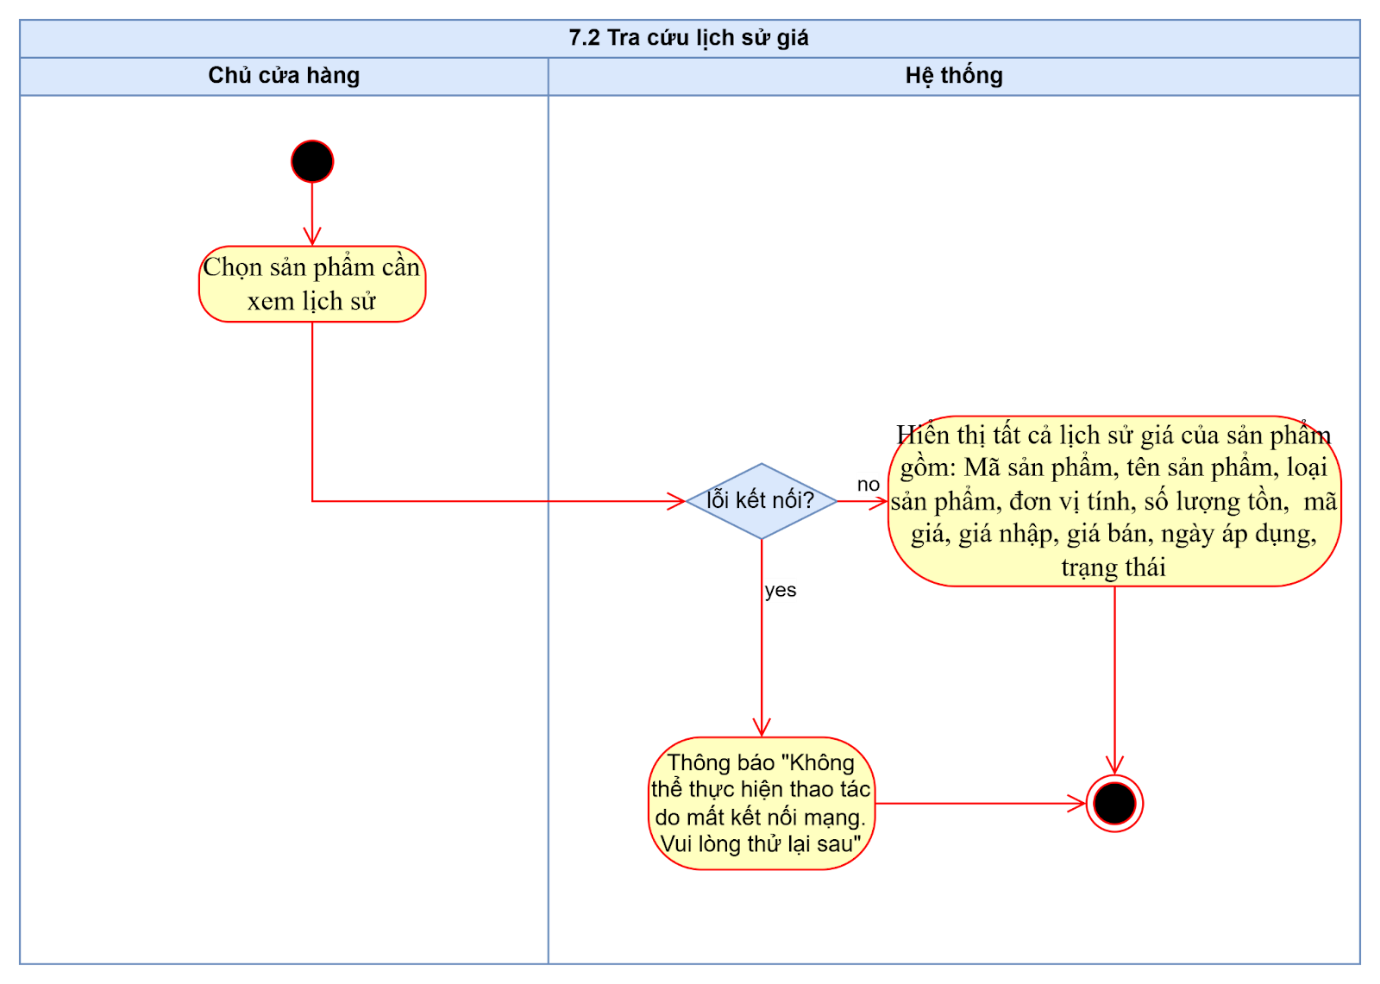 7.2 Tra cứu lịch sử giá
Chủ cửa hàng
Hệ thống
Chọn sản phẩm cần
xem lịch sử
Hiển thị tất cả lịch sử giá của sản phẩm
gồm: Mã sản phẩm, tên sản phẩm, loại
sản phẩm, đơn vị tính, số lượng tồn,  mã
giá, giá nhập, giá bán, ngày áp dụng,
trạng thái
lỗi kết nối?
no
yes
Thông báo "Không
thể thực hiện thao tác
do mất kết nối mạng.
Vui lòng thử lại sau"